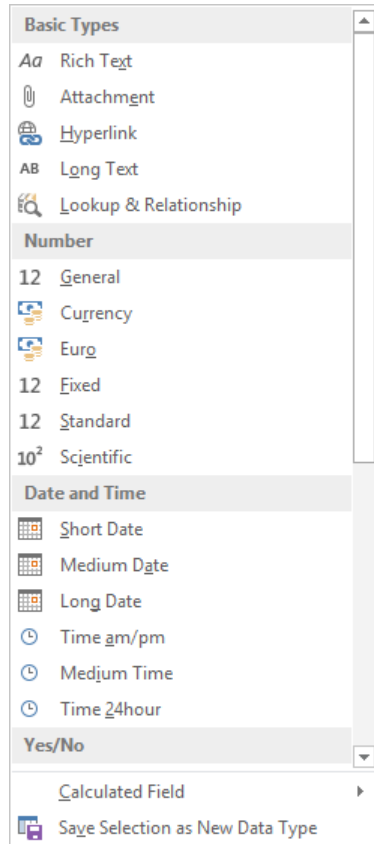 Basic Types
Aa Rich Text
Attachment
Hyperlink
AB Long Text
Lookup & Relationship
Number
12 General
Currency
Euro
12 Fixed
12 Standard
10² Scientific
Date and Time
Short Date
Medium Date
Long Date
Time am/pm
Medium Time
Time 24hour
Yes/No
Calculated Field
Save Selection as New Data Type